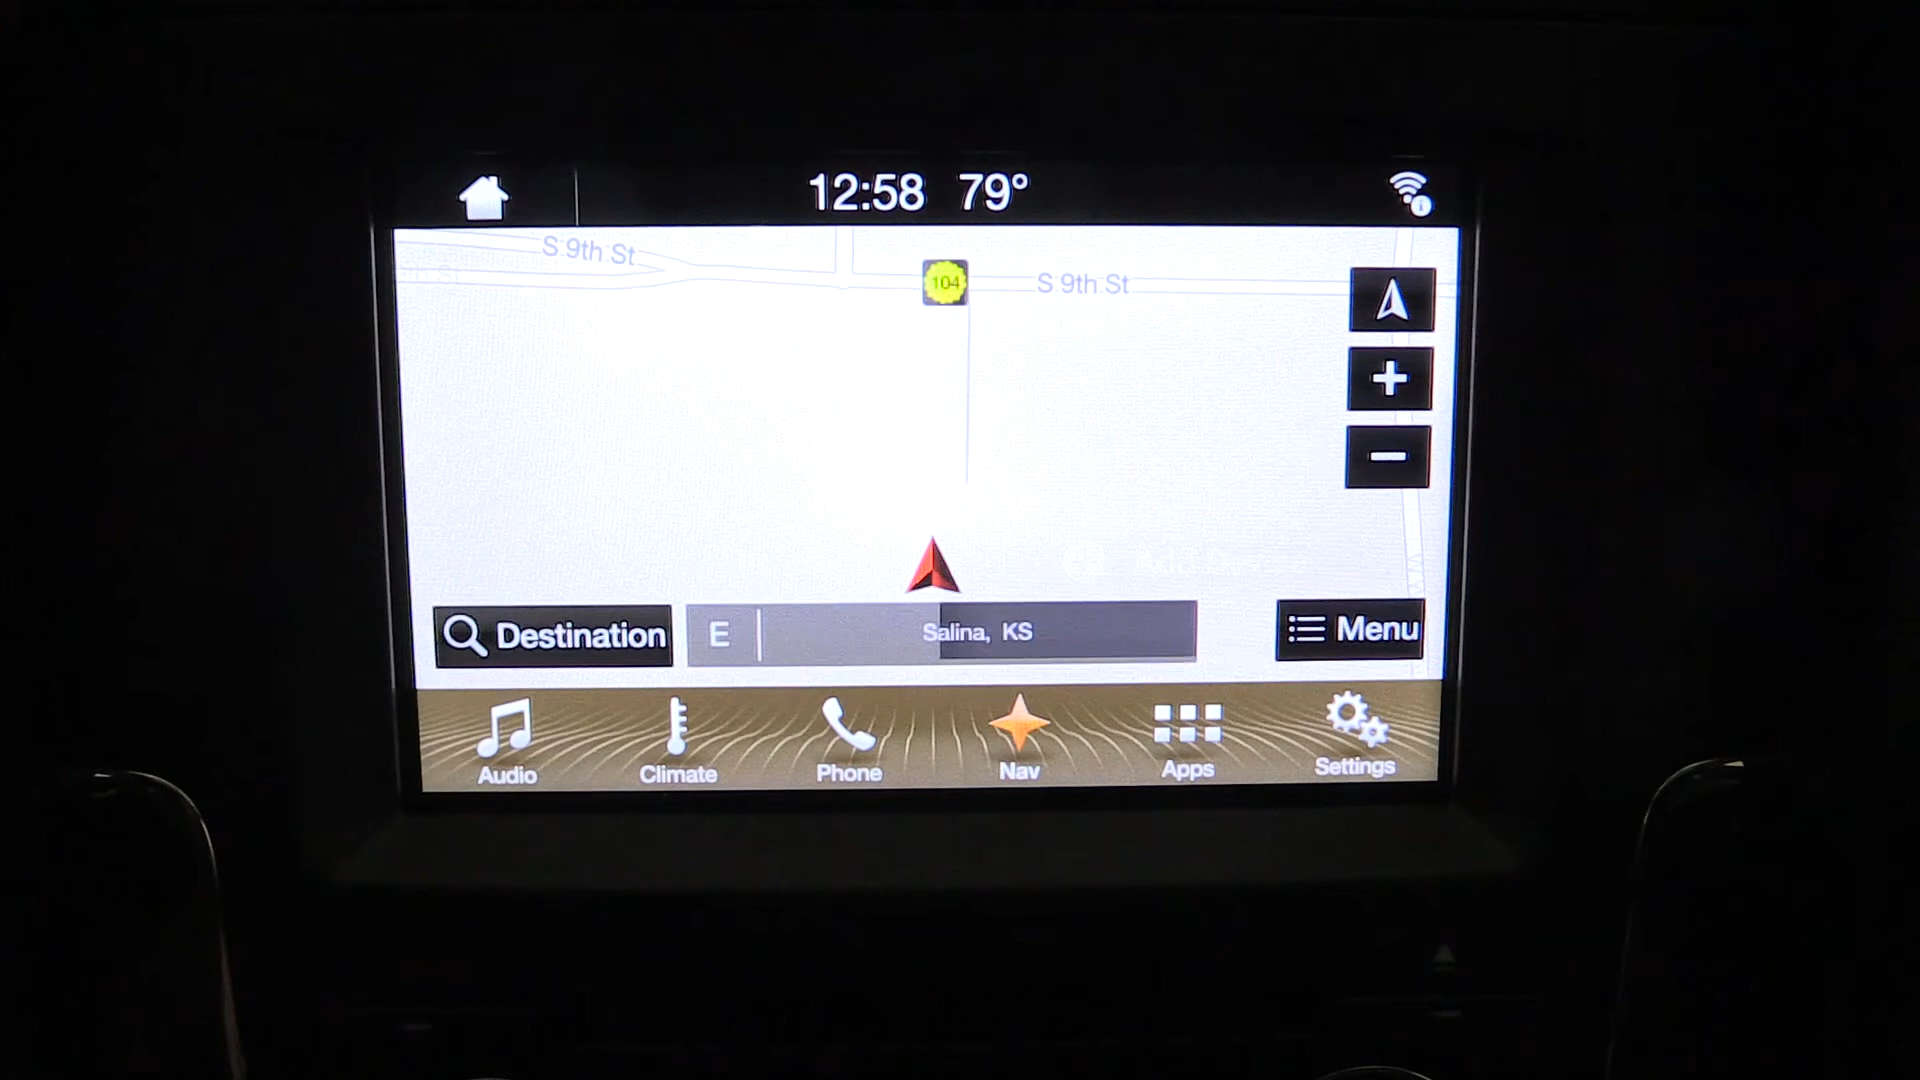 12:58 79°
S 9th St
104
S 9th St
E
Salina, KS
Destination
Menu
Audio
Climate
Phone
Nav
Apps
Settings